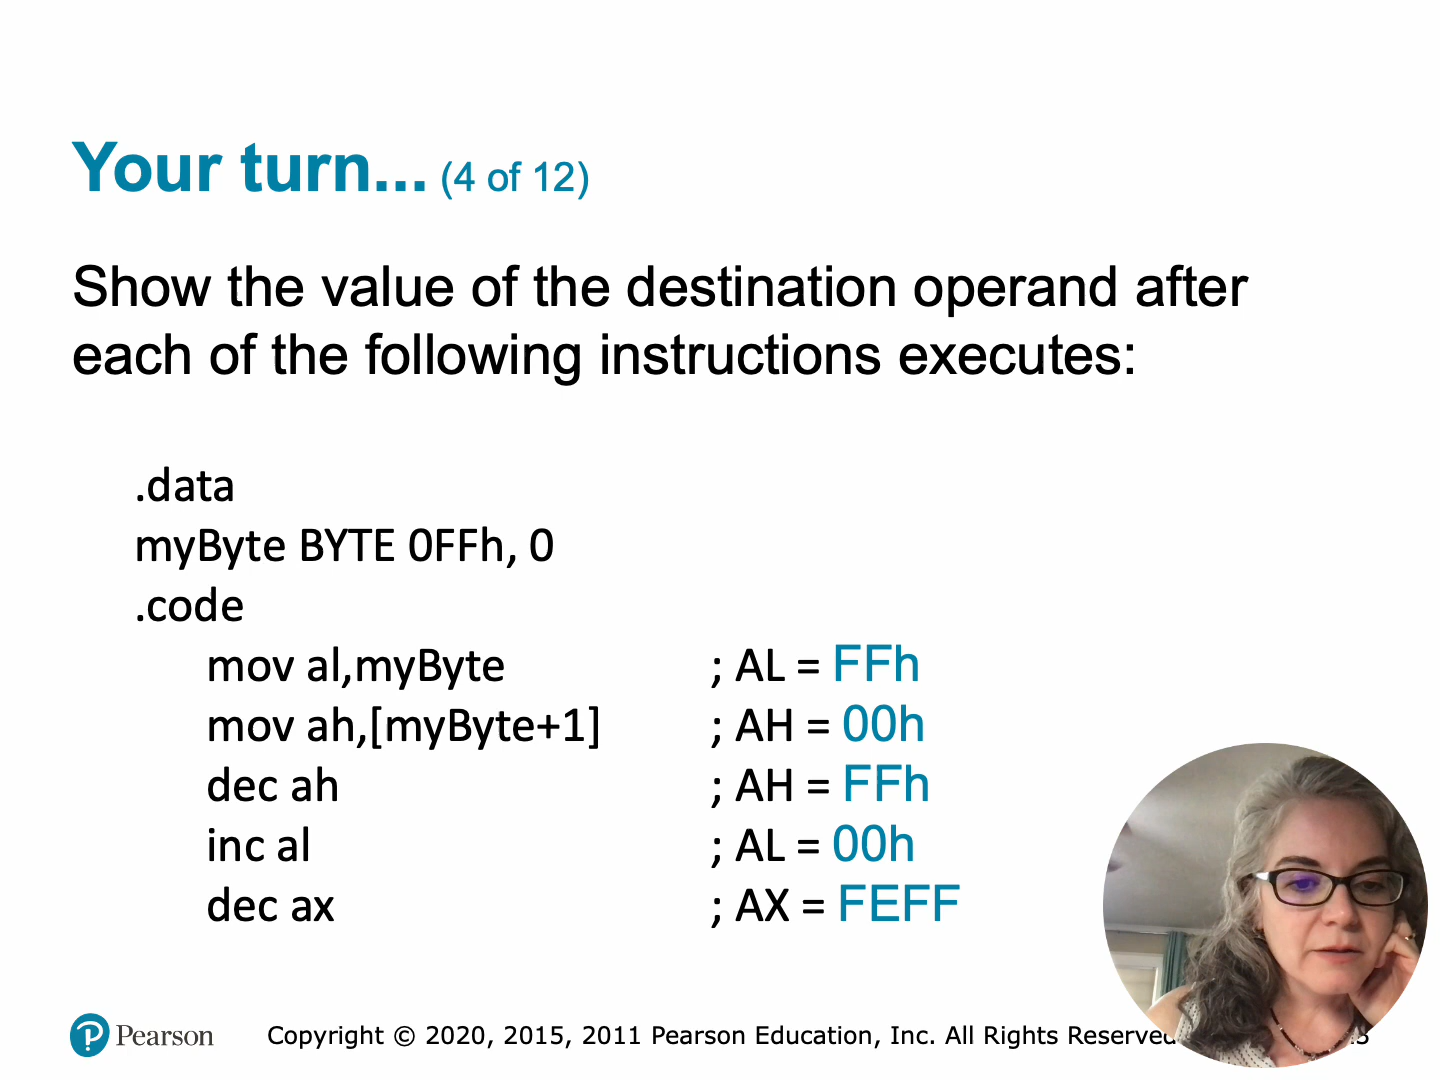 Your turn... (4 of 12)
Show the value of the destination operand after
each of the following instructions executes:
.data
myByte BYTE 0FFh, 0
.code
mov al,myByte ; AL = FFh
mov ah,[myByte+1] ; AH = 00h
dec ah ; AH = FFh
inc al ; AL = 00h
dec ax ; AX = FEFF
Pearson Copyright © 2020, 2015, 2011 Pearson Education, Inc. All Rights